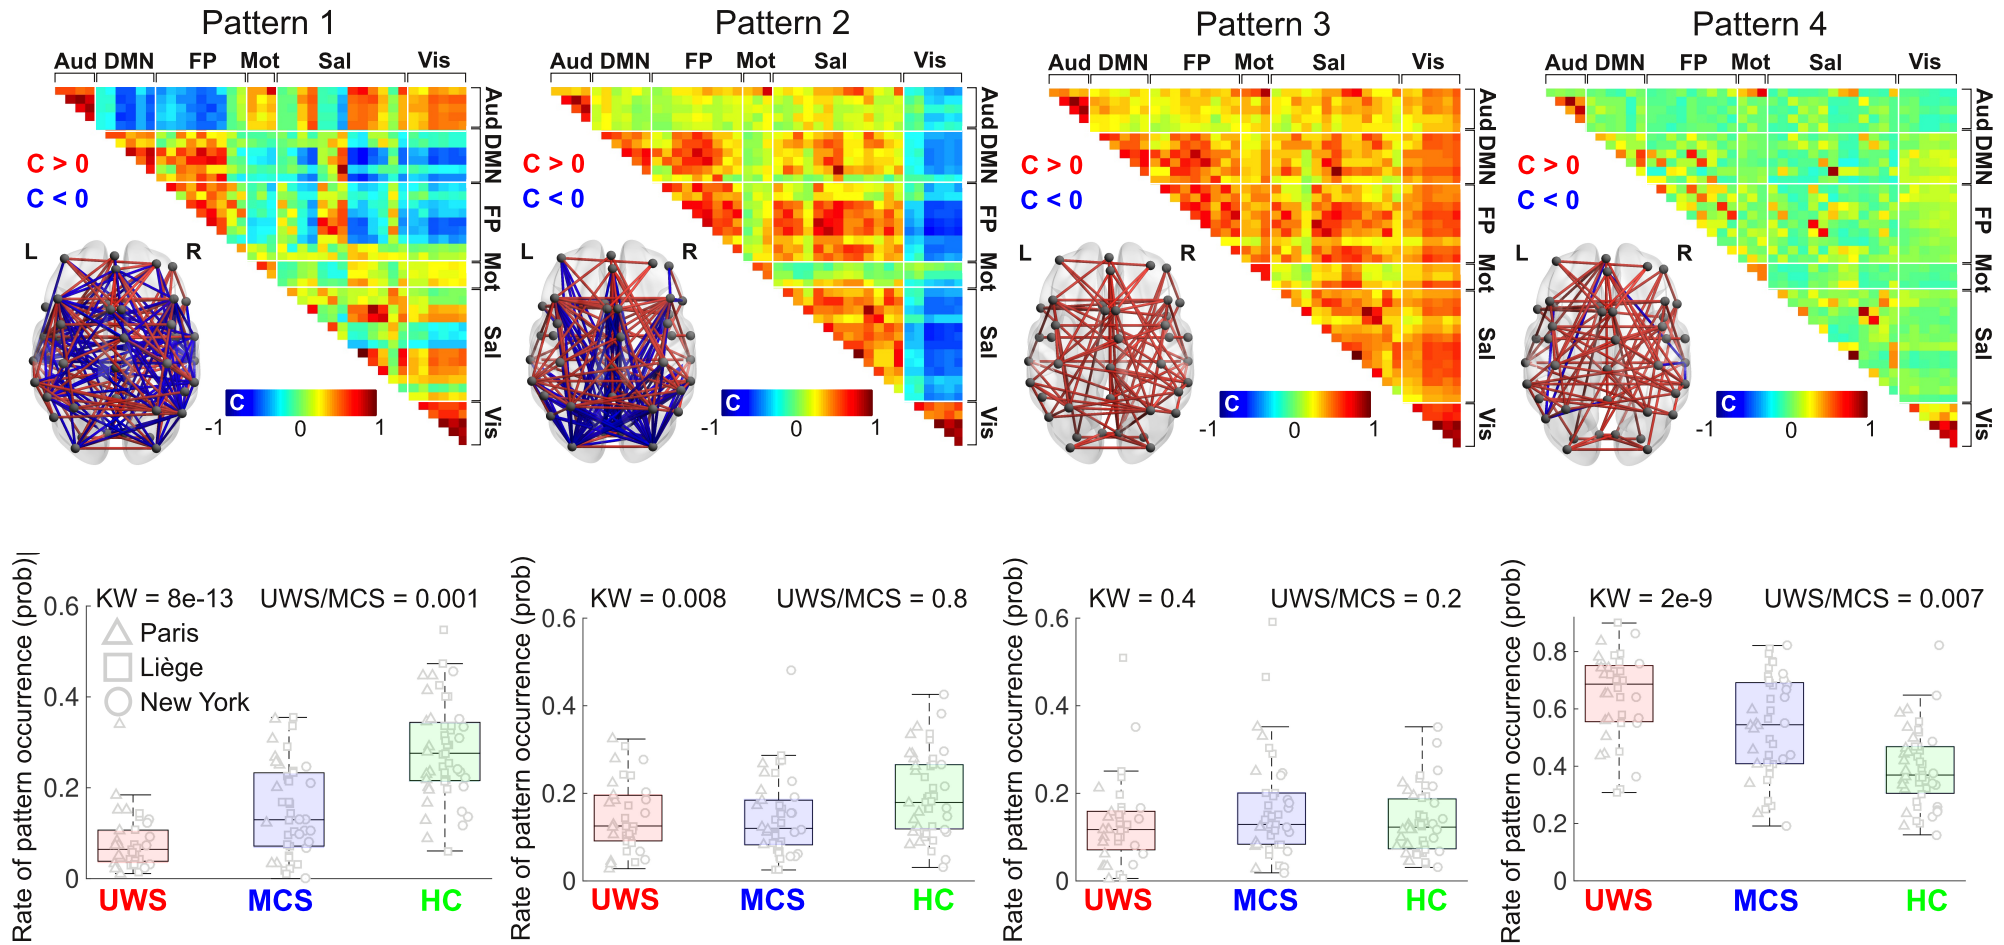 Pattern 1
Pattern 2
Pattern 3
Pattern 4
Aud DMN FP Mot Sal Vis
Aud DMN FP Mot Sal Vis
Aud DMN FP Mot Sal Vis
Aud DMN FP Mot Sal Vis
Aud DMN FP Mot Sal Vis
C > 0
C < 0
L R
C
-1 0 1
Aud DMN FP Mot Sal Vis
C > 0
C < 0
L R
C
-1 0 1
Aud DMN FP Mot Sal Vis
C > 0
C < 0
L R
C
-1 0 1
Aud DMN FP Mot Sal Vis
C > 0
C < 0
L R
C
-1 0 1
Rate of pattern occurrence (prob)|
KW = 8e-13 UWS/MCS = 0.001
Paris
Liège
New York
0.6
0.4
0.2
0
UWS MCS HC
Rate of pattern occurrence (prob)
KW = 0.008 UWS/MCS = 0.8
0.6
0.4
0.2
0
UWS MCS HC
Rate of pattern occurrence (prob)
KW = 0.4 UWS/MCS = 0.2
0.6
0.4
0.2
0
UWS MCS HC
Rate of pattern occurrence (prob)
KW = 2e-9 UWS/MCS = 0.007
0.8
0.6
0.4
0.2
0
UWS MCS HC